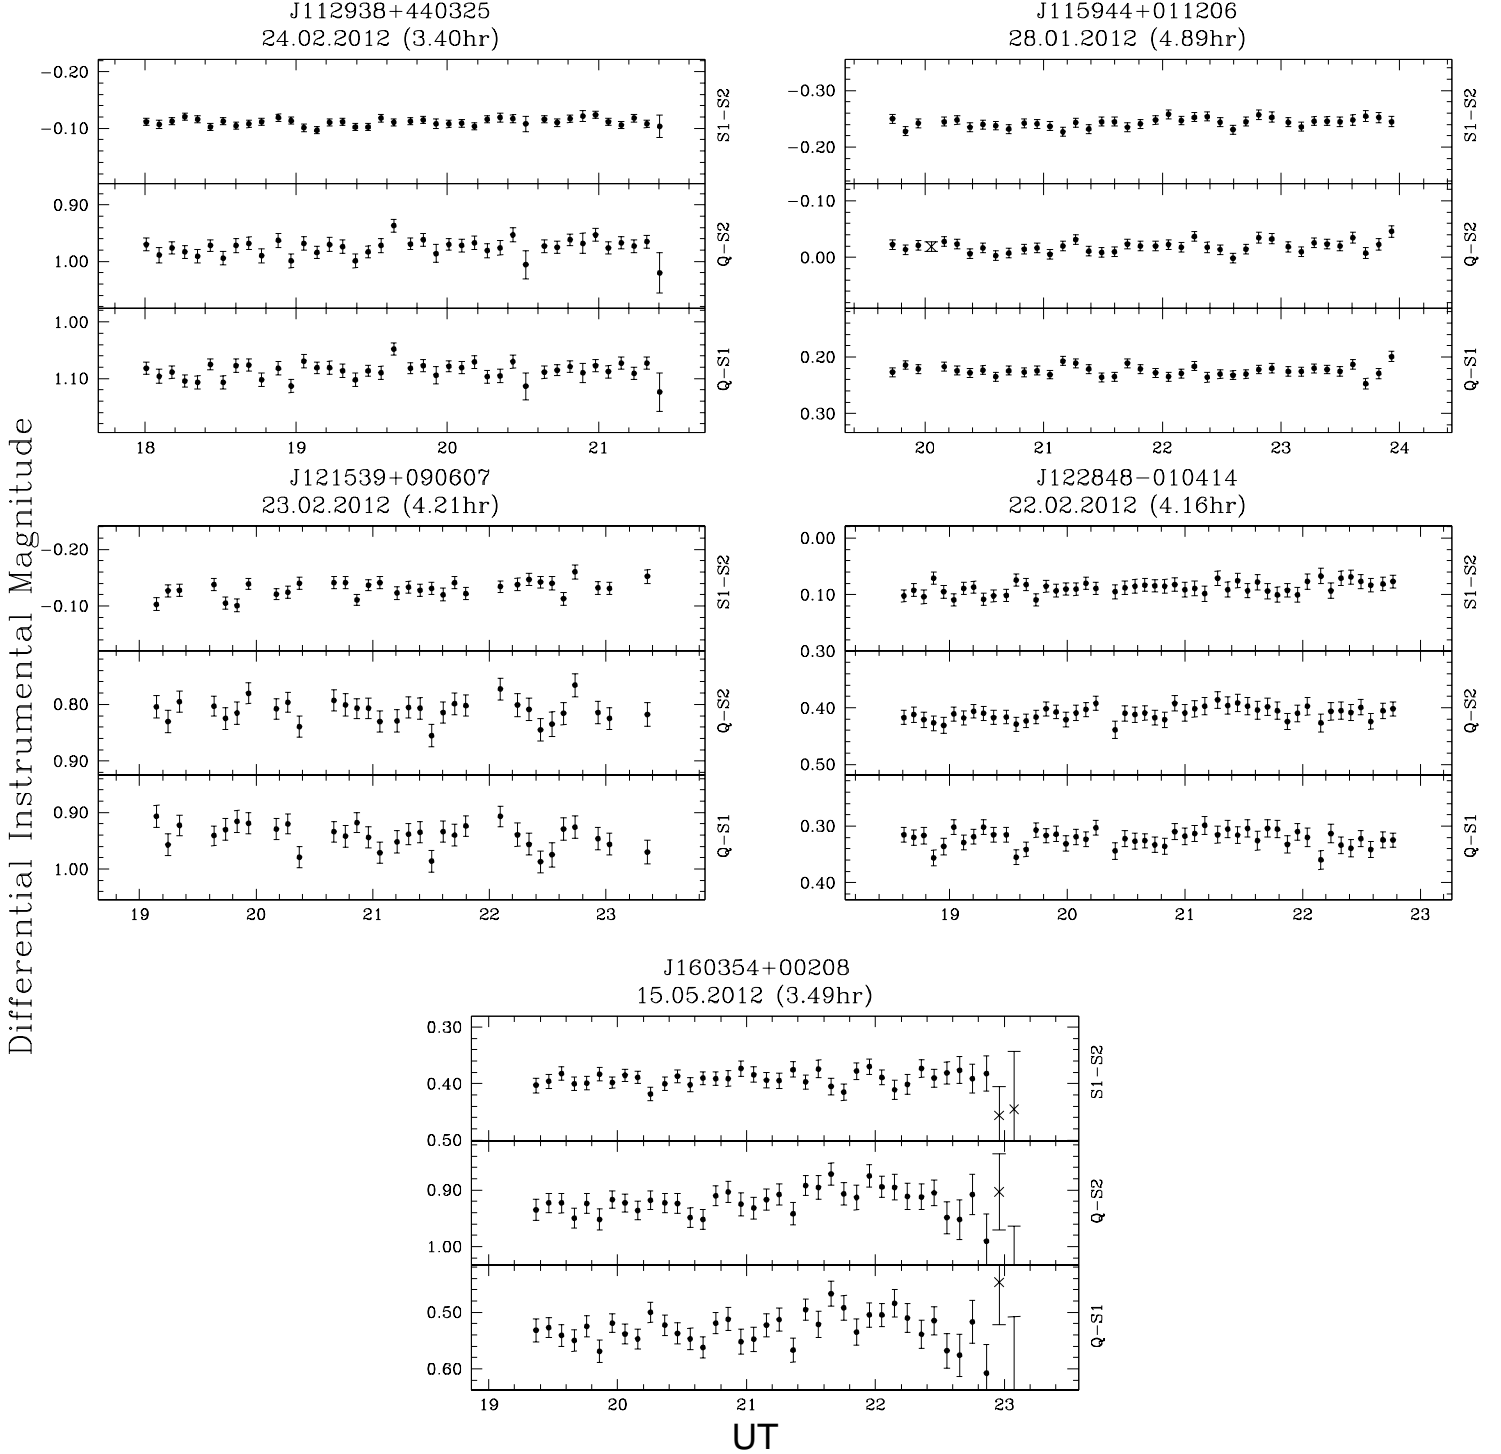 J112938+440325
24.02.2012 (3.40hr)
−0.20
−0.10
S1−S2
0.90
1.00
Q−S2
1.00
1.10
Q−S1
18 19 20 21
J115944+011206
28.01.2012 (4.89hr)
−0.30
−0.20
S1−S2
−0.10
0.00
Q−S2
0.20
0.30
Q−S1
20 21 22 23 24
Differential Instrumental Magnitude
J121539+090607
23.02.2012 (4.21hr)
−0.20
−0.10
S1−S2
0.80
0.90
Q−S2
0.90
1.00
Q−S1
19 20 21 22 23
J122848−010414
22.02.2012 (4.16hr)
0.00
0.10
S1−S2
0.30
0.40
0.50
Q−S2
0.30
0.40
Q−S1
19 20 21 22 23
J160354+00208
15.05.2012 (3.49hr)
0.30
0.40
0.50
S1−S2
0.90
1.00
Q−S2
0.50
0.60
Q−S1
19 20 21 22 23
UT